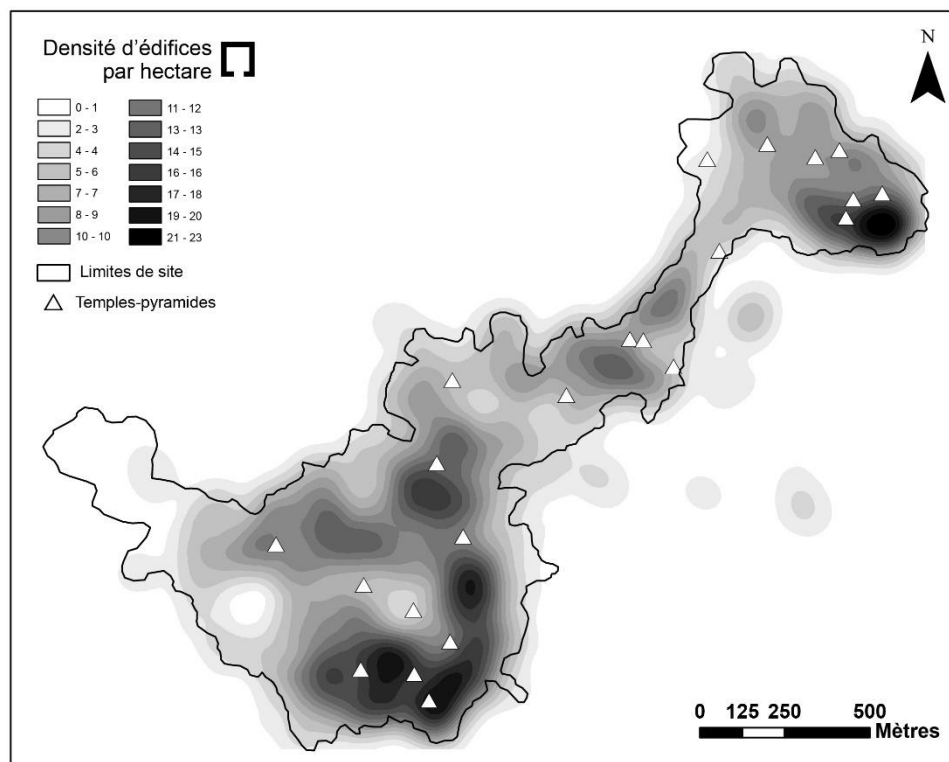 Densité d'édifices
par hectare
0 - 1
2 - 3
4 - 4
5 - 6
7 - 7
8 - 9
10 - 10
11 - 12
13 - 13
14 - 15
16 - 16
17 - 18
19 - 20
21 - 23
Limites de site
Temples-pyramides
N
0 125 250 500
Mètres